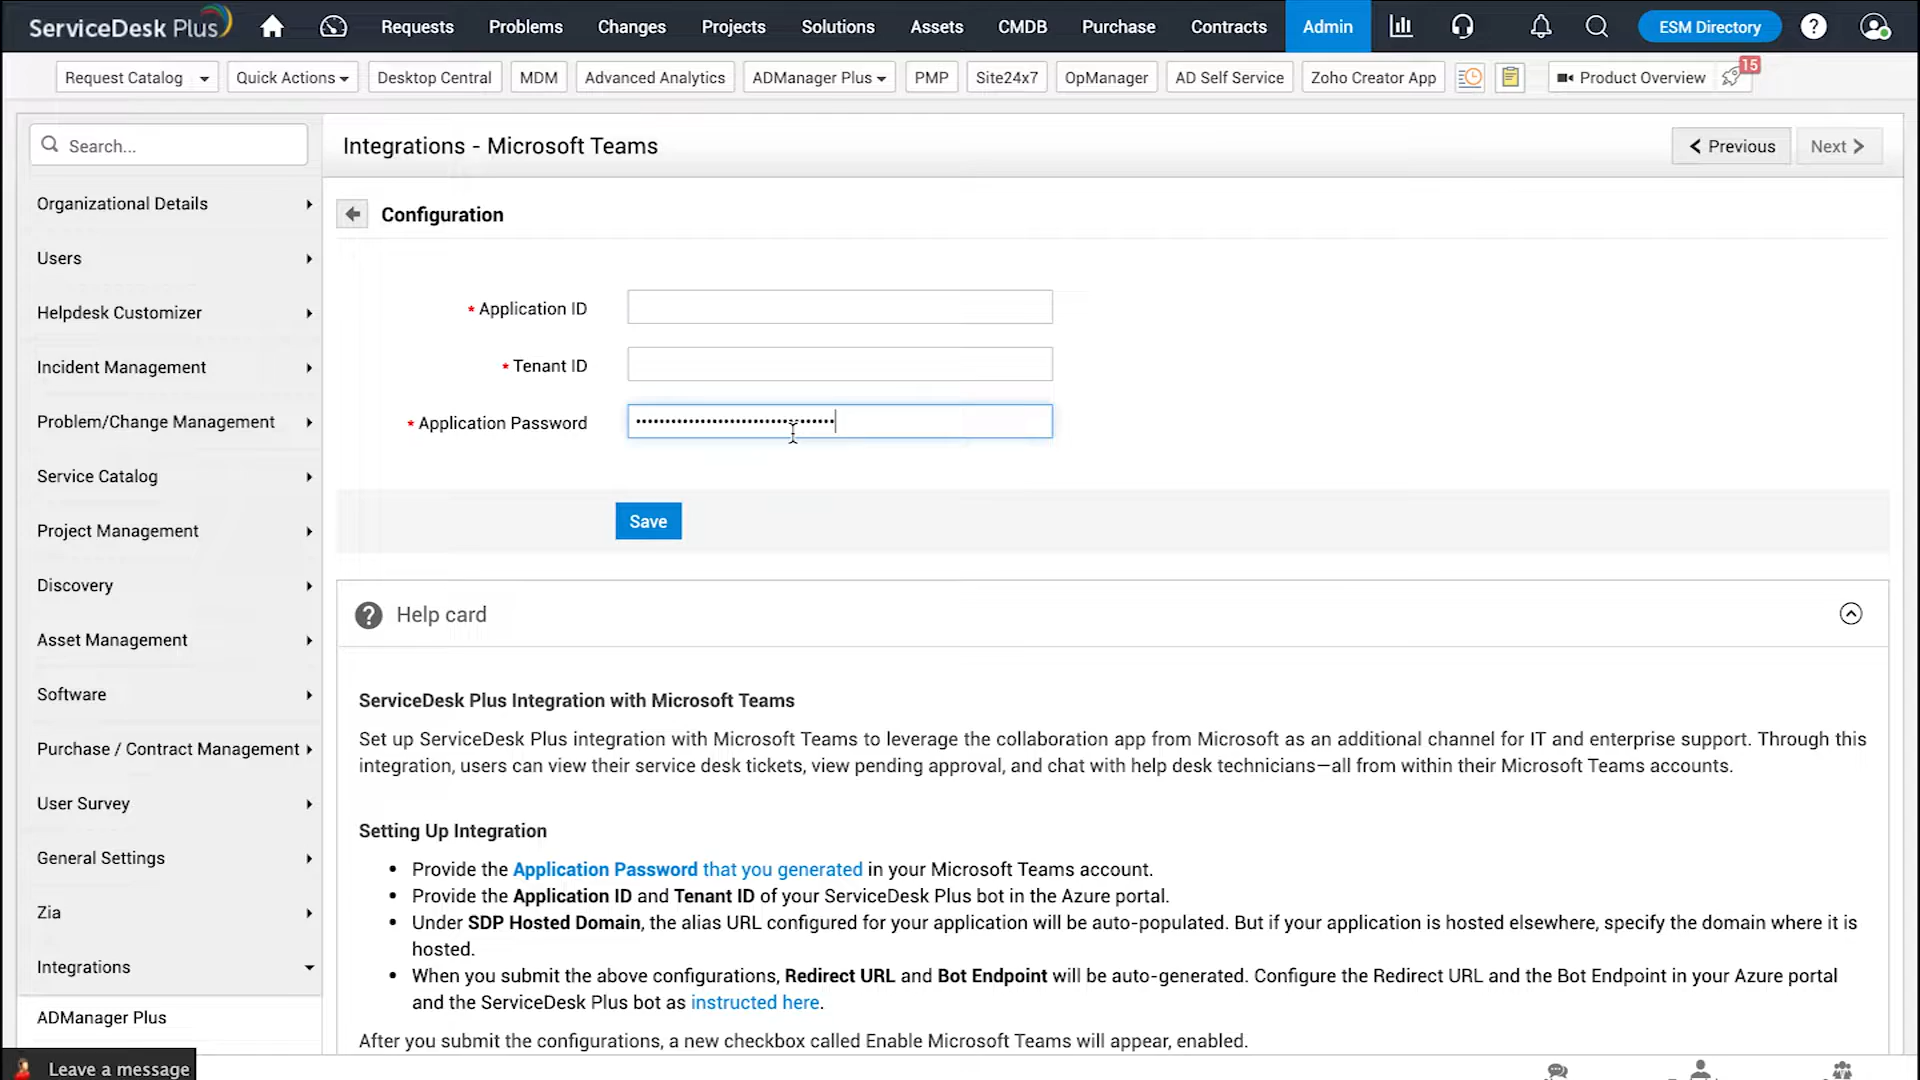 ServiceDesk Plus
Requests
Problems
Changes
Projects
Solutions
Assets
CMDB
Purchase
Contracts
Admin
ESM Directory
Request Catalog
Quick Actions
Desktop Central
MDM
Advanced Analytics
ADManager Plus
PMP
Site24x7
OpManager
AD Self Service
Zoho Creator App
Product Overview
15
Search...
Integrations - Microsoft Teams
Previous
Next
Organizational Details
Users
Helpdesk Customizer
Incident Management
Problem/Change Management
Service Catalog
Project Management
Discovery
Asset Management
Software
Purchase / Contract Management
User Survey
General Settings
Zia
Integrations
ADManager Plus
Leave a message
Configuration
* Application ID
* Tenant ID
* Application Password
Save
Help card
ServiceDesk Plus Integration with Microsoft Teams
Set up ServiceDesk Plus integration with Microsoft Teams to leverage the collaboration app from Microsoft as an additional channel for IT and enterprise support. Through this
integration, users can view their service desk tickets, view pending approval, and chat with help desk technicians—all from within their Microsoft Teams accounts.
Setting Up Integration
• Provide the Application Password that you generated in your Microsoft Teams account.
• Provide the Application ID and Tenant ID of your ServiceDesk Plus bot in the Azure portal.
• Under SDP Hosted Domain, the alias URL configured for your application will be auto-populated. But if your application is hosted elsewhere, specify the domain where it is
hosted.
• When you submit the above configurations, Redirect URL and Bot Endpoint will be auto-generated. Configure the Redirect URL and the Bot Endpoint in your Azure portal
and the ServiceDesk Plus bot as instructed here.
After you submit the configurations, a new checkbox called Enable Microsoft Teams will appear, enabled.